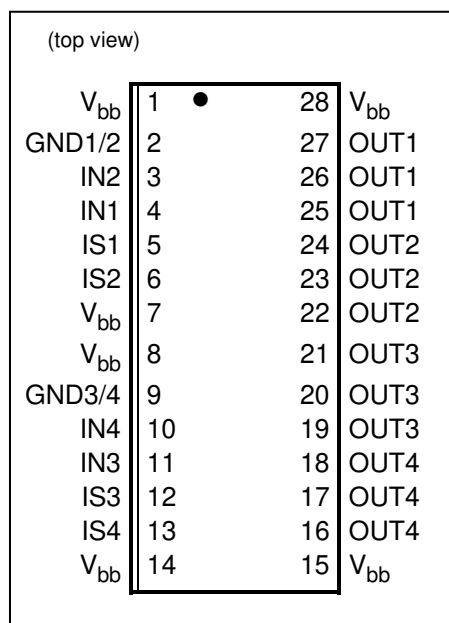 (top view)
Vbb 1 28 Vbb
GND1/2 2 27 OUT1
IN2 3 26 OUT1
IN1 4 25 OUT1
IS1 5 24 OUT2
IS2 6 23 OUT2
Vbb 7 22 OUT2
Vbb 8 21 OUT3
GND3/4 9 20 OUT3
IN4 10 19 OUT3
IN3 11 18 OUT4
IS3 12 17 OUT4
IS4 13 16 OUT4
Vbb 14 15 Vbb